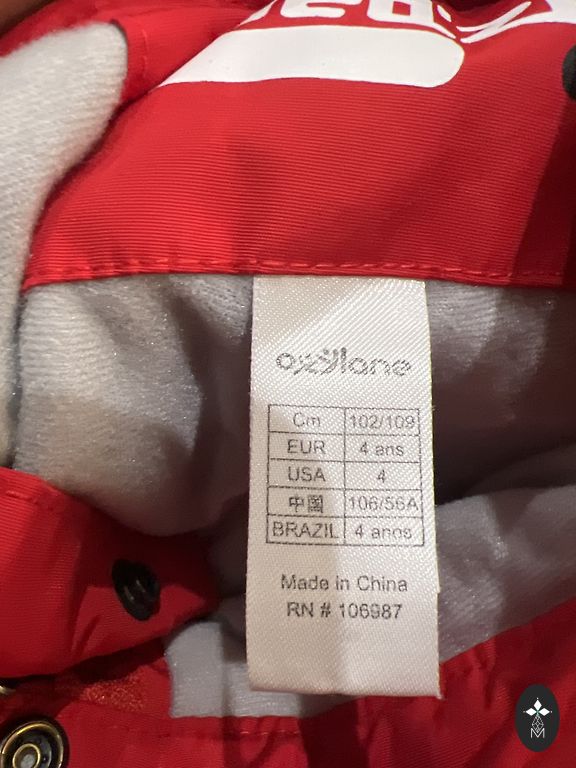 oxylane
Cm 102/109
EUR 4 ans
USA 4
中国 106/56A
BRAZIL 4 anos
Made in China
RN # 106987
M